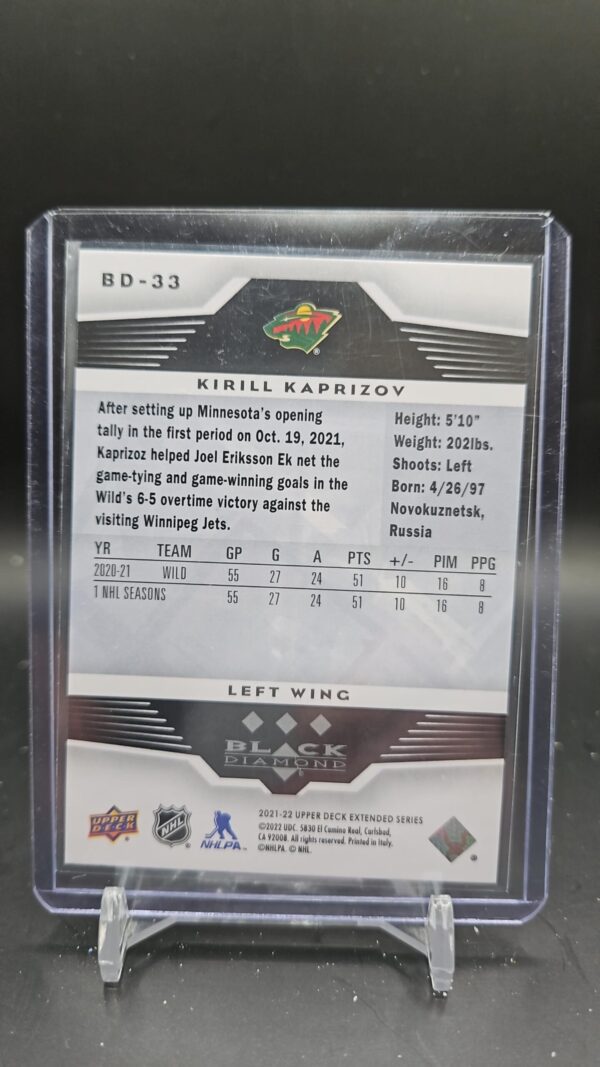 BD-33
KIRILL KAPRIZOV
After setting up Minnesota's opening
tally in the first period on Oct. 19, 2021,
Kaprizoz helped Joel Eriksson Ek net the
game-tying and game-winning goals in the
Wild's 6-5 overtime victory against the
visiting Winnipeg Jets.
Height: 5'10"
Weight: 202lbs.
Shoots: Left
Born: 4/26/97
Novokuznetsk,
Russia
YR TEAM GP G A PTS +/- PIM PPG
2020-21 WILD 55 27 24 51 10 16 8
1 NHL SEASONS 55 27 24 51 10 16 8
LEFT WING
BLACK
DIAMOND
UPPER
DECK
NHL
NHLPA
2021-22 UPPER DECK EXTENDED SERIES
©2022 UDC. 5830 El Camino Real, Carlsbad,
CA 92008. All rights reserved. Printed in Italy.
©NHLPA. © NHL.